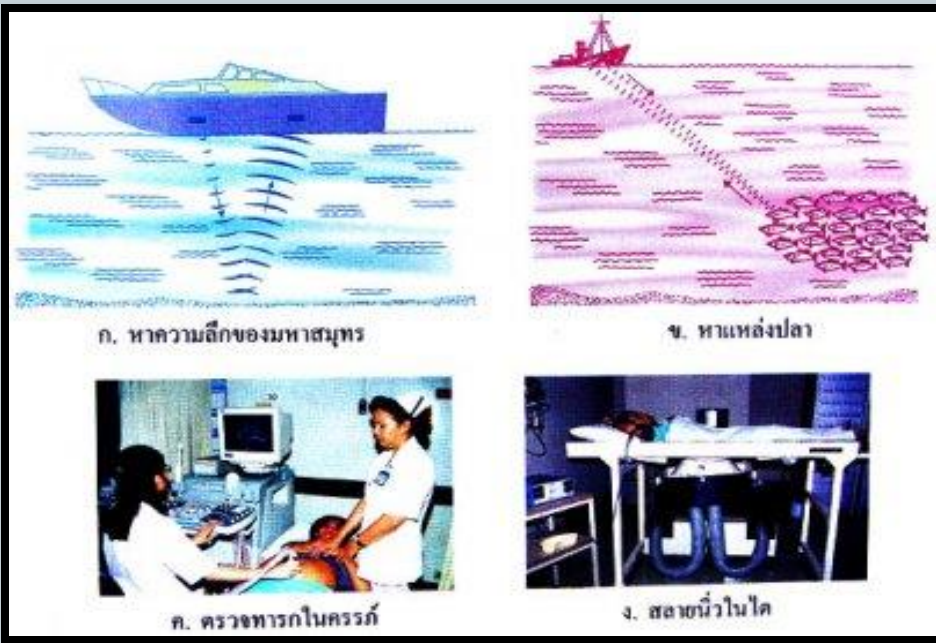 ก. หาความลึกของมหาสมุทร
ข. หาแหล่งปลา
ค. ตรวจทารกในครรภ์
ง. สลายนิ่วในไต